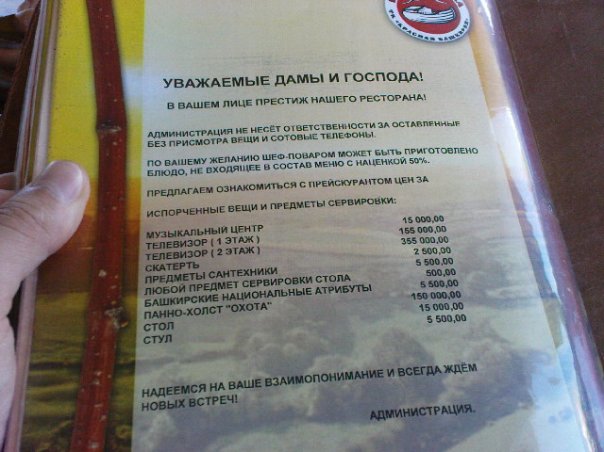 «КРАСНАЯ
УВАЖАЕМЫЕ ДАМЫ И ГОСПОДА!
В ВАШЕМ ЛИЦЕ ПРЕСТИЖ НАШЕГО РЕСТОРАНА!
АДМИНИСТРАЦИЯ НЕ НЕСЁТ ОТВЕТСТВЕННОСТИ ЗА ОСТАВЛЕННЫЕ
БЕЗ ПРИСМОТРА ВЕЩИ И СОТОВЫЕ ТЕЛЕФОНЫ.
ПО ВАШЕМУ ЖЕЛАНИЮ ШЕФ-ПОВАРОМ МОЖЕТ БЫТЬ ПРИГОТОВЛЕНО
БЛЮДО, НЕ ВХОДЯЩЕЕ В СОСТАВ МЕНЮ С НАЦЕНКОЙ 50%.
ПРЕДЛАГАЕМ ОЗНАКОМИТЬСЯ С ПРЕЙСКУРАНТОМ ЦЕН ЗА
ИСПОРЧЕННЫЕ ВЕЩИ И ПРЕДМЕТЫ СЕРВИРОВКИ:
МУЗЫКАЛЬНЫЙ ЦЕНТР 15 000,00
ТЕЛЕВИЗОР ( 1 ЭТАЖ ) 155 000,00
ТЕЛЕВИЗОР ( 2 ЭТАЖ ) 355 000,00
СКАТЕРТЬ 2 500,00
ПРЕДМЕТЫ САНТЕХНИКИ 5 500,00
ЛЮБОЙ ПРЕДМЕТ СЕРВИРОВКИ СТОЛА 500,00
БАШКИРСКИЕ НАЦИОНАЛЬНЫЕ АТРИБУТЫ 5 500,00
ПАННО-ХОЛСТ "ОХОТА" 150 000,00
СТОЛ 15 000,00
СТУЛ 5 500,00
НАДЕЕМСЯ НА ВАШЕ ВЗАИМОПОНИМАНИЕ И ВСЕГДА ЖДЁМ
НОВЫХ ВСТРЕЧ!
АДМИНИСТРАЦИЯ.